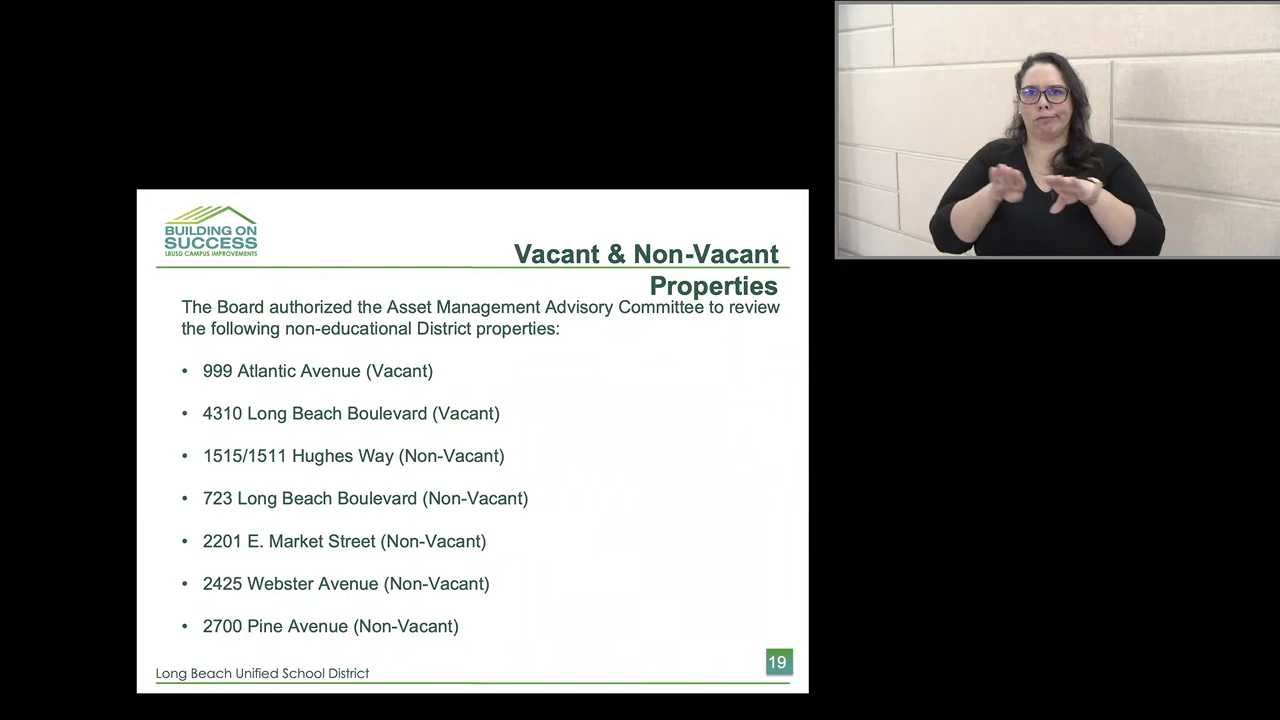 BUILDING ON
SUCCESS
LBUSD CAMPUS IMPROVEMENTS
Vacant & Non-Vacant
Properties
The Board authorized the Asset Management Advisory Committee to review
the following non-educational District properties:
• 999 Atlantic Avenue (Vacant)
• 4310 Long Beach Boulevard (Vacant)
• 1515/1511 Hughes Way (Non-Vacant)
• 723 Long Beach Boulevard (Non-Vacant)
• 2201 E. Market Street (Non-Vacant)
• 2425 Webster Avenue (Non-Vacant)
• 2700 Pine Avenue (Non-Vacant)
19
Long Beach Unified School District